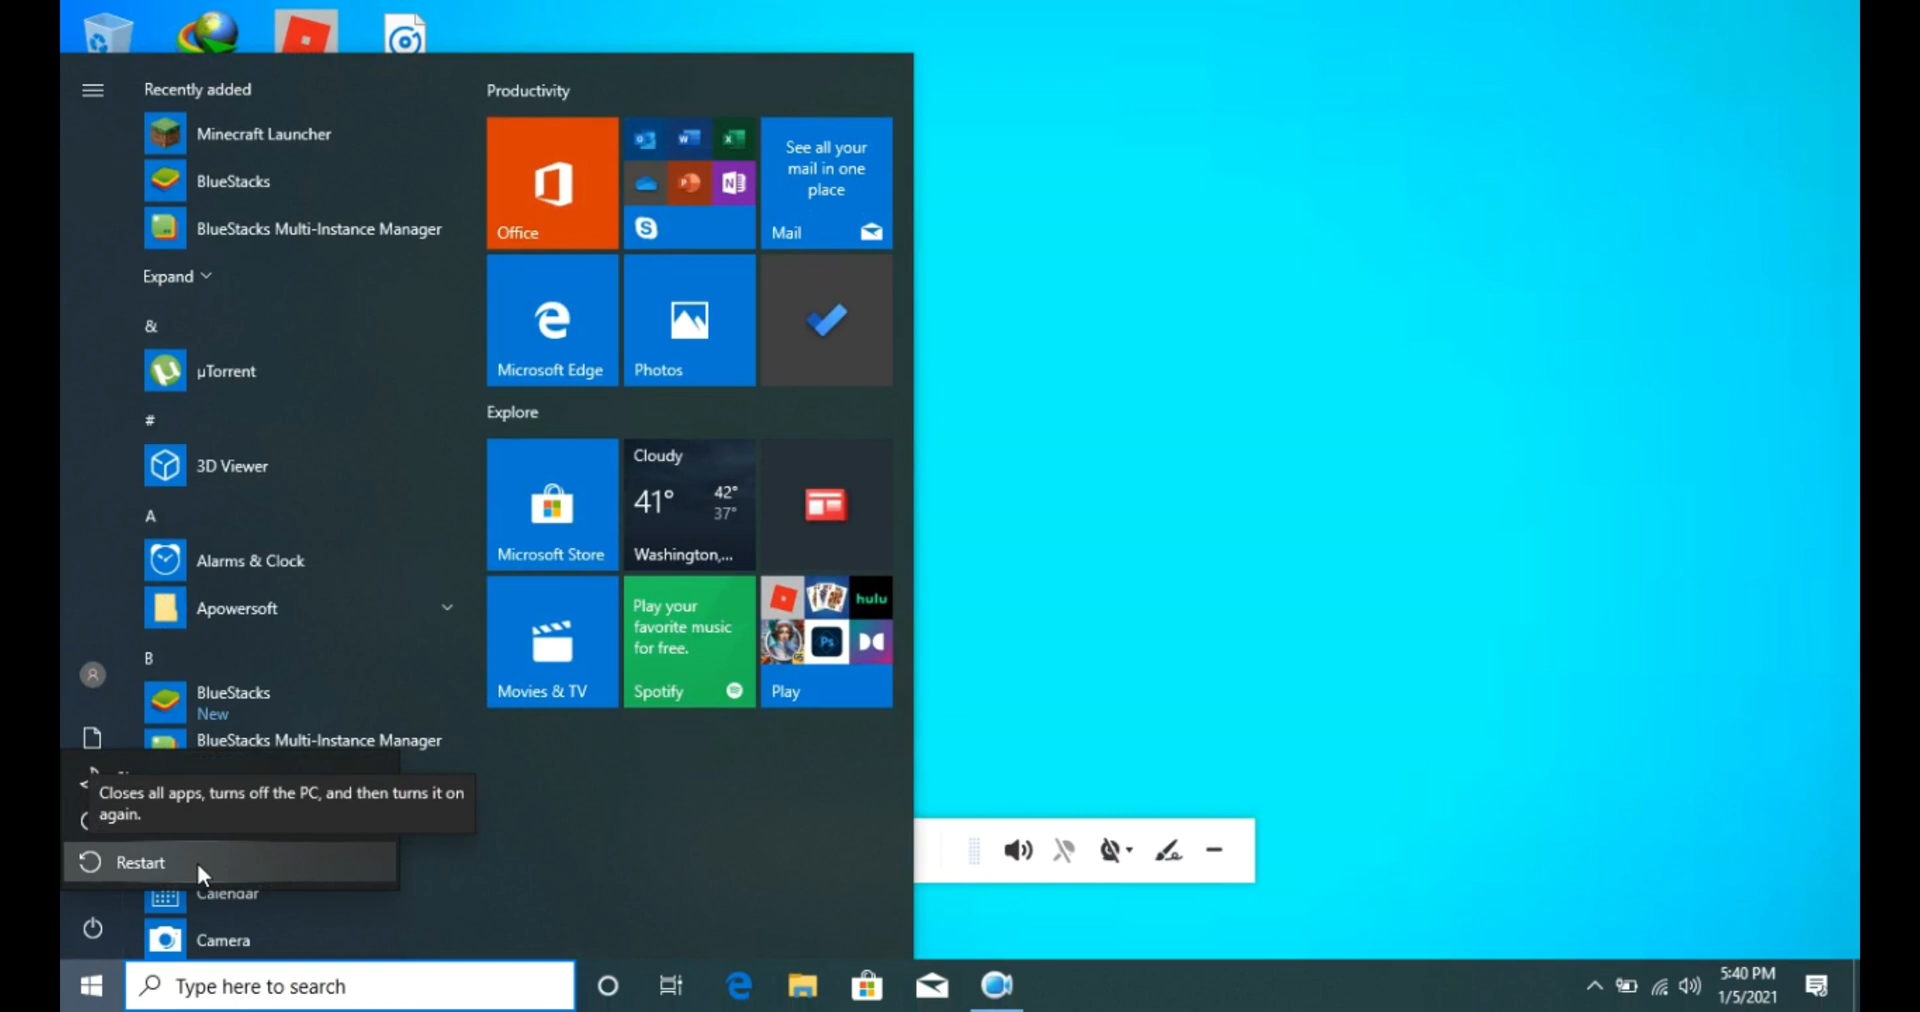 Recently added
Minecraft Launcher
BlueStacks
BlueStacks Multi-Instance Manager
Expand
&
µTorrent
#
3D Viewer
A
Alarms & Clock
Apowersoft
B
BlueStacks
New
BlueStacks Multi-Instance Manager
Closes all apps, turns off the PC, and then turns it on
again.
Restart
Calendar
Camera
Productivity
Office
See all your
mail in one
place
Mail
Microsoft Edge
Photos
Explore
Microsoft Store
Cloudy
41°
42°
37°
Washington,...
Movies & TV
Play your
favorite music
for free.
Spotify
hulu
Ps
Play
Type here to search
5:40 PM
1/5/2021